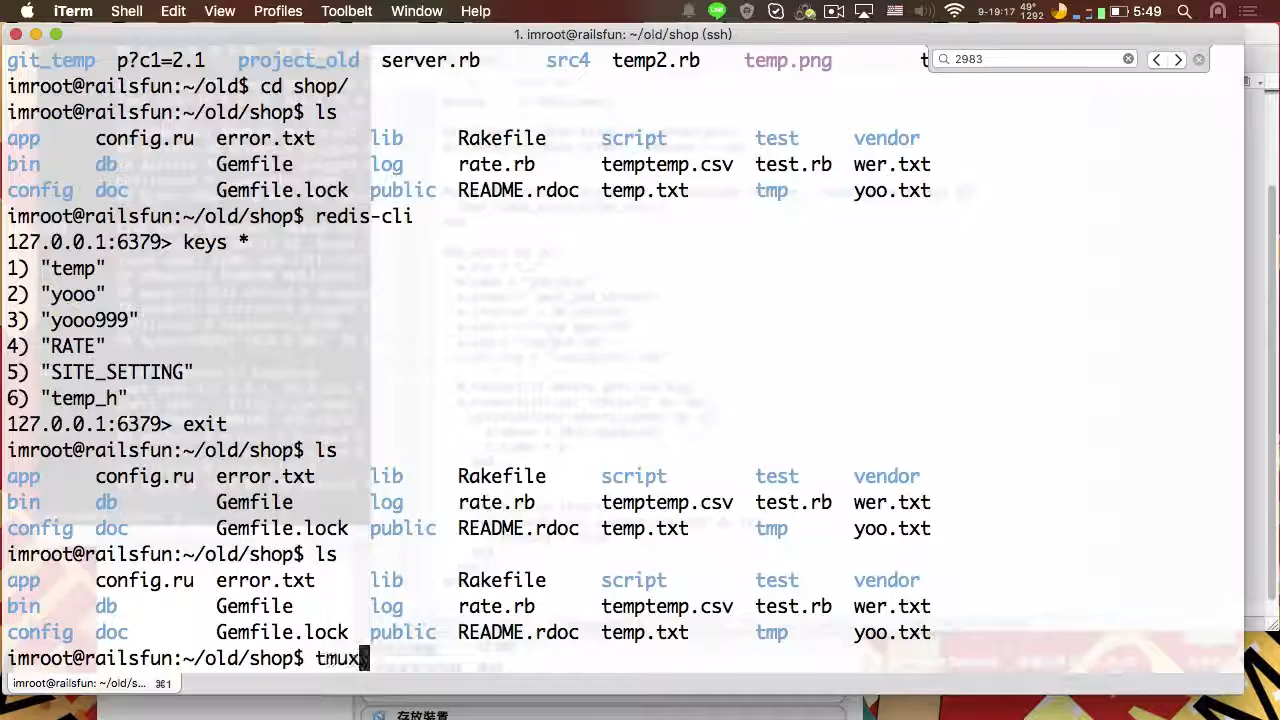 iTerm Shell Edit View Profiles Toolbelt Window Help 9-19-17 49° 1292 5:49
1. imroot@railsfun: ~/old/shop (ssh)
git_temp p?c1=2.1 project_old server.rb src4 temp2.rb temp.png t
2983
imroot@railsfun:~/old$ cd shop/
imroot@railsfun:~/old/shop$ ls
app config.ru error.txt lib Rakefile script test vendor
bin db Gemfile log rate.rb temptemp.csv test.rb wer.txt
config doc Gemfile.lock public README.rdoc temp.txt tmp yoo.txt
imroot@railsfun:~/old/shop$ redis-cli
127.0.0.1:6379> keys *
1) "temp"
2) "yooo"
3) "yooo999"
4) "RATE"
5) "SITE_SETTING"
6) "temp_h"
127.0.0.1:6379> exit
imroot@railsfun:~/old/shop$ ls
app config.ru error.txt lib Rakefile script test vendor
bin db Gemfile log rate.rb temptemp.csv test.rb wer.txt
config doc Gemfile.lock public README.rdoc temp.txt tmp yoo.txt
imroot@railsfun:~/old/shop$ ls
app config.ru error.txt lib Rakefile script test vendor
bin db Gemfile log rate.rb temptemp.csv test.rb wer.txt
config doc Gemfile.lock public README.rdoc temp.txt tmp yoo.txt
imroot@railsfun:~/old/shop$ tmux
imroot@railsfun: ~/old/s... ⌘1
存放裝置